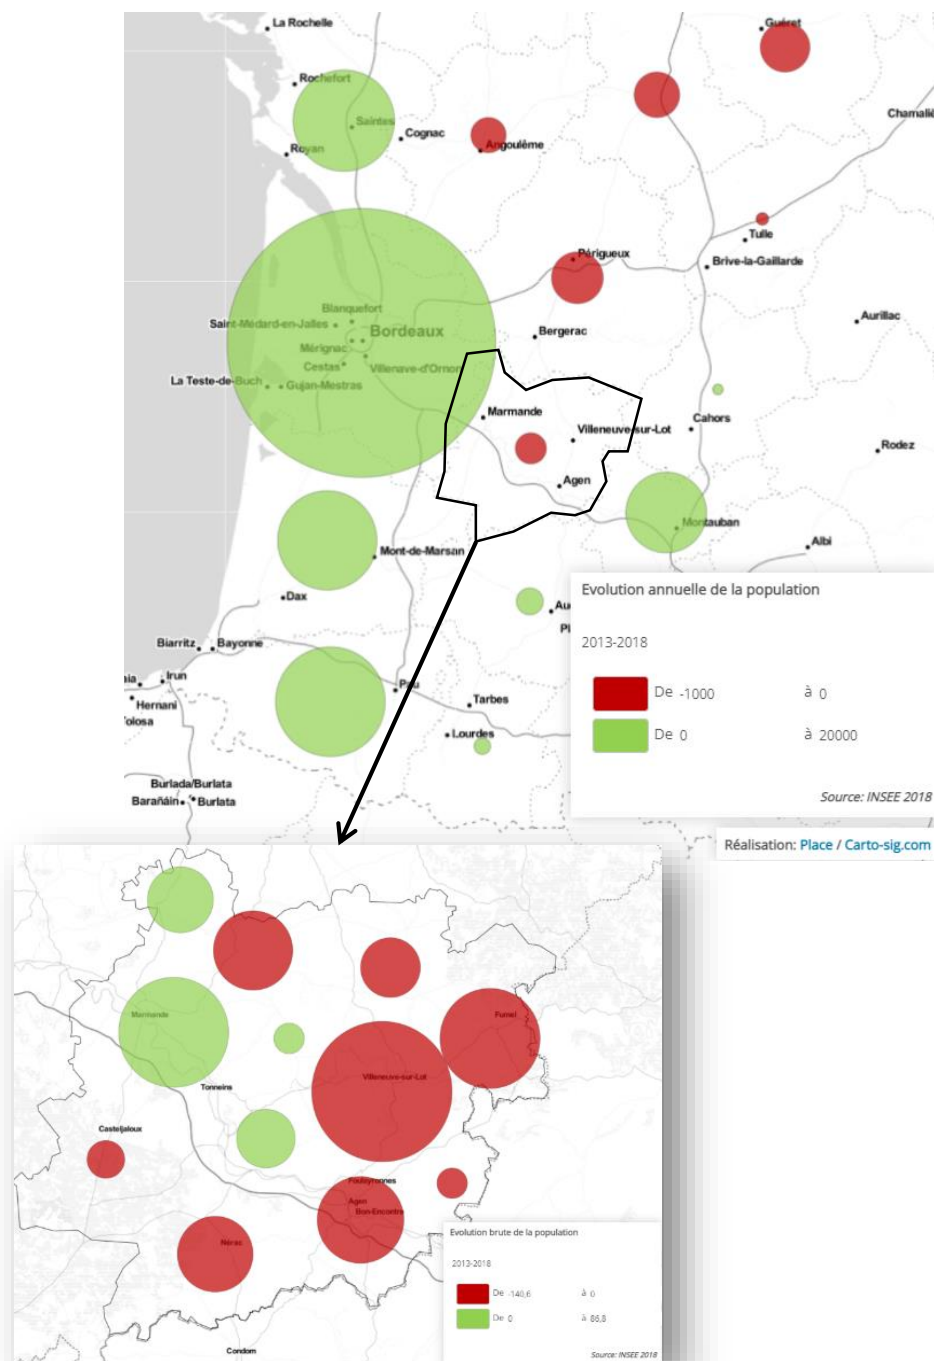 La Rochelle
Guéret
Rochefort
Chamaliè
Saintes
Cognac
Royan
Angoulême
Tulle
Périgueux
Brive-la-Gaillarde
Blanquefort
Saint-Médard-en-Jalles
Bordeaux
Aurillac
Bergerac
Mérignac
Cestas
Villenave-d'Ornon
La Teste-de-Buch
Gujan-Mestras
Marmande
Cahors
Villeneuve-sur-Lot
Rodez
Agen
Montauban
Albi
Mont-de-Marsan
Dax
Au
Pl
Biarritz
Bayonne
Irun
Pau
Hernani
Tarbes
Tolosa
Lourdes
Burlada/Burlata
Barañáin
Burlata
Evolution annuelle de la population
2013-2018
De -1000 à 0
De 0 à 20000
Source: INSEE 2018
Réalisation: Place / Carto-sig.com
Marmande
Fumel
Villeneuve-sur-Lot
Tonneins
Casteljaloux
Foulayronnes
Agen
Bon-Encontre
Nérac
Condom
Evolution brute de la population
2013-2018
De -140,6 à 0
De 0 à 86,8
Source: INSEE 2018